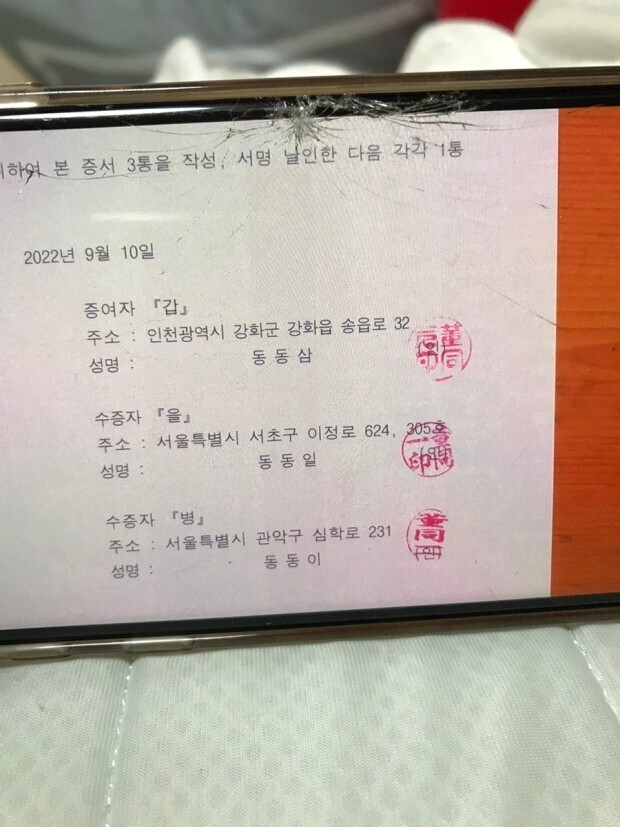 하여 본 증서 3통을 작성, 서명 날인한 다음 각각 1통
2022년 9월 10일
증여자 『갑』
주소 : 인천광역시 강화군 강화읍 송읍로 32
성명 : 동 동 삼
수증자 『을』
주소 : 서울특별시 서초구 이정로 624, 305호
성명 : 동 동 일 (인)
수증자 『병』
주소 : 서울특별시 관악구 심학로 231
성명 : 동 동 이 (인)